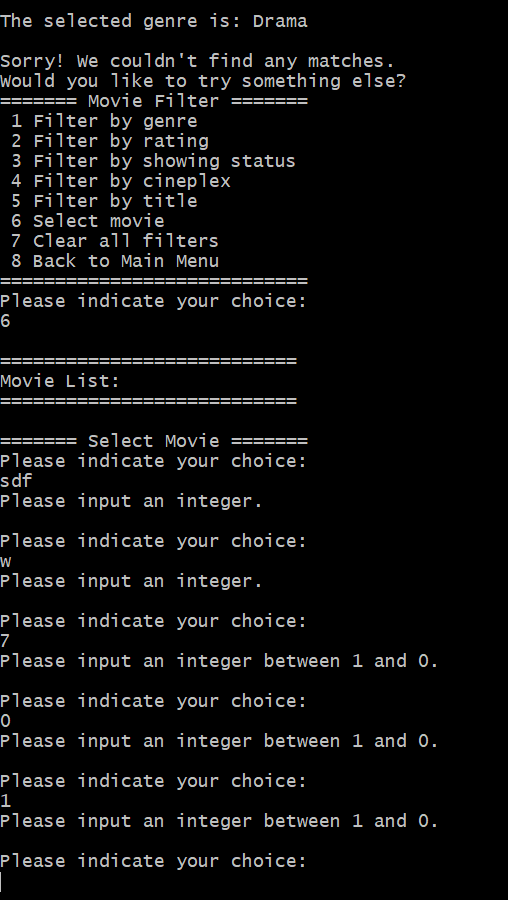 The selected genre is: Drama
Sorry! We couldn't find any matches.
Would you like to try something else?
======= Movie Filter =======
1 Filter by genre
2 Filter by rating
3 Filter by showing status
4 Filter by cineplex
5 Filter by title
6 Select movie
7 Clear all filters
8 Back to Main Menu
============================
Please indicate your choice:
6
===========================
Movie List:
===========================
======= Select Movie =======
Please indicate your choice:
sdf
Please input an integer.
Please indicate your choice:
w
Please input an integer.
Please indicate your choice:
7
Please input an integer between 1 and 0.
Please indicate your choice:
0
Please input an integer between 1 and 0.
Please indicate your choice:
1
Please input an integer between 1 and 0.
Please indicate your choice: